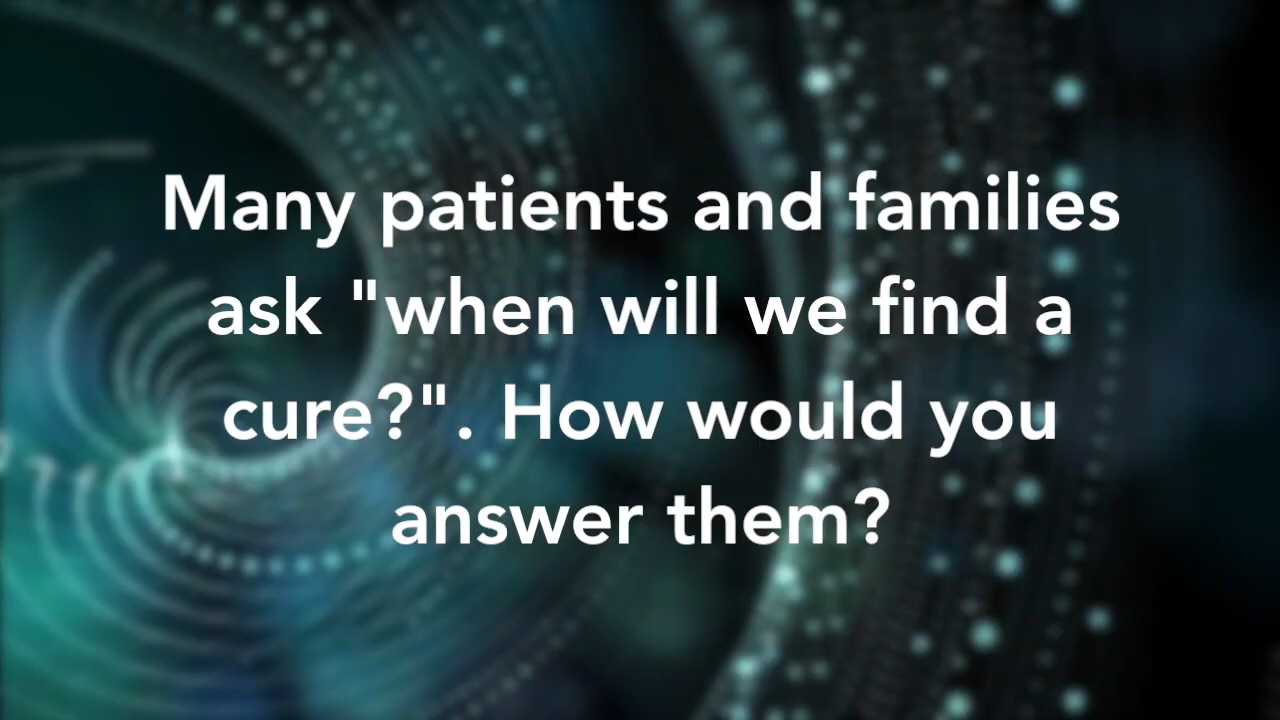 Many patients and families
ask "when will we find a
cure?". How would you
answer them?